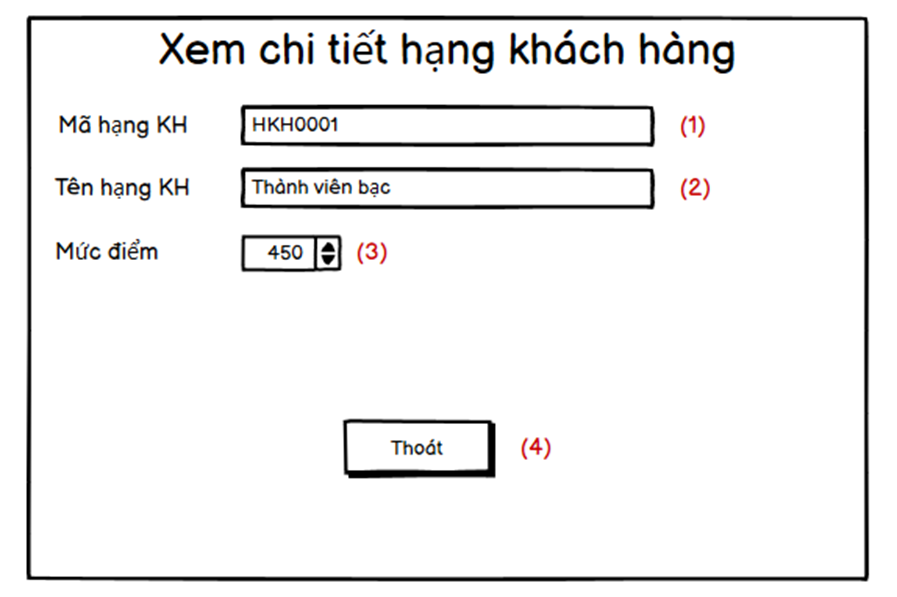 Xem chi tiết hạng khách hàng
Mã hạng KH HKH0001 (1)
Tên hạng KH Thành viên bạc (2)
Mức điểm 450 (3)
Thoát (4)